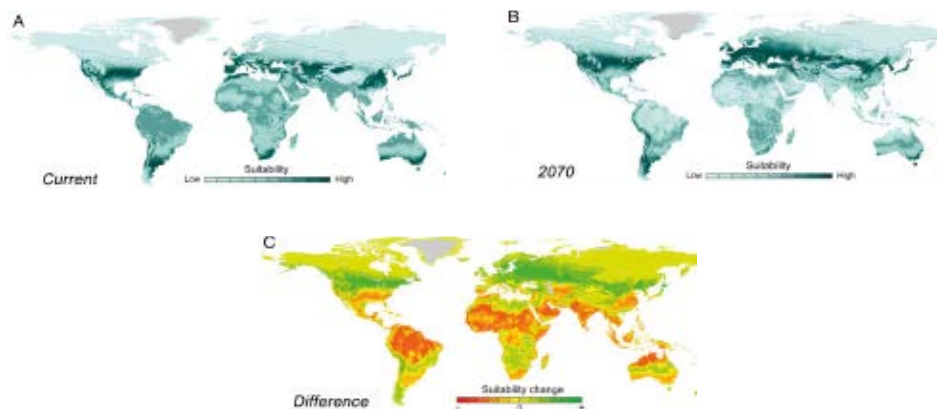 A
Suitability
Current
Low
High
B
Suitability
2070
Low
High
C
Suitability change
Difference
0